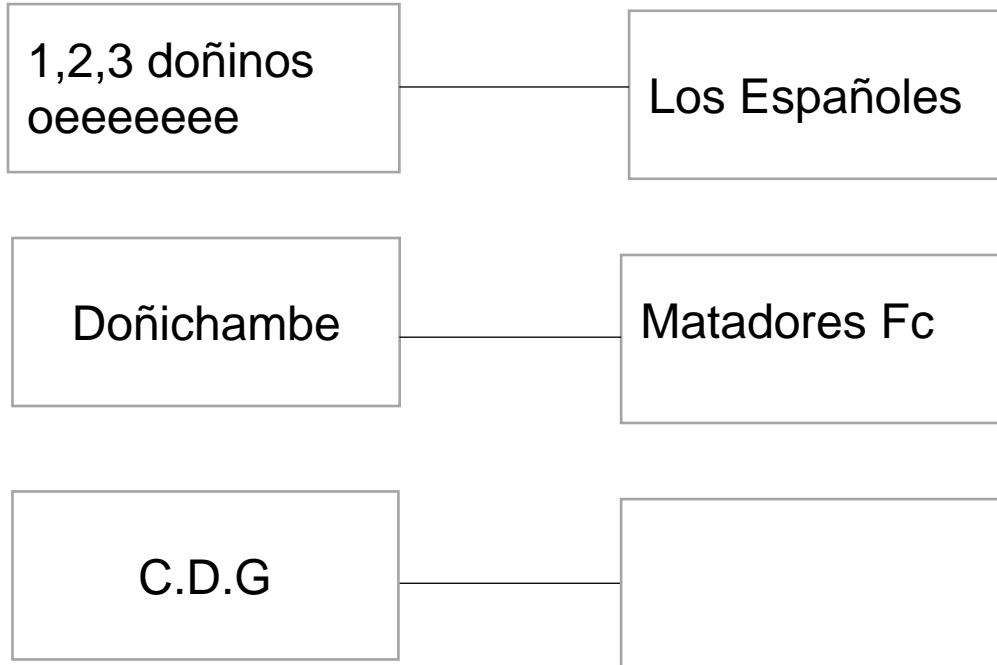 1,2,3 doñinos
oeeeeeee
Los Españoles
Doñichambe
Matadores Fc
C.D.G